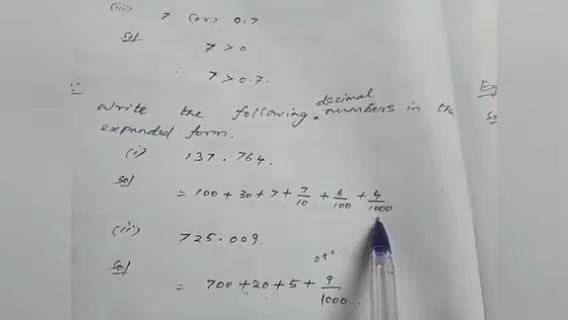 (iii) 7 (or) 0.7
sol 7 > 0
∴ 7 > 0.7.
write the following decimal numbers in the
expanded form.
(i) 137.764.
sol = 100 + 30 + 7 + 7/10 + 6/100 + 4/1000
(ii) 725.009.
sol = 700 + 20 + 5 + 9/1000.